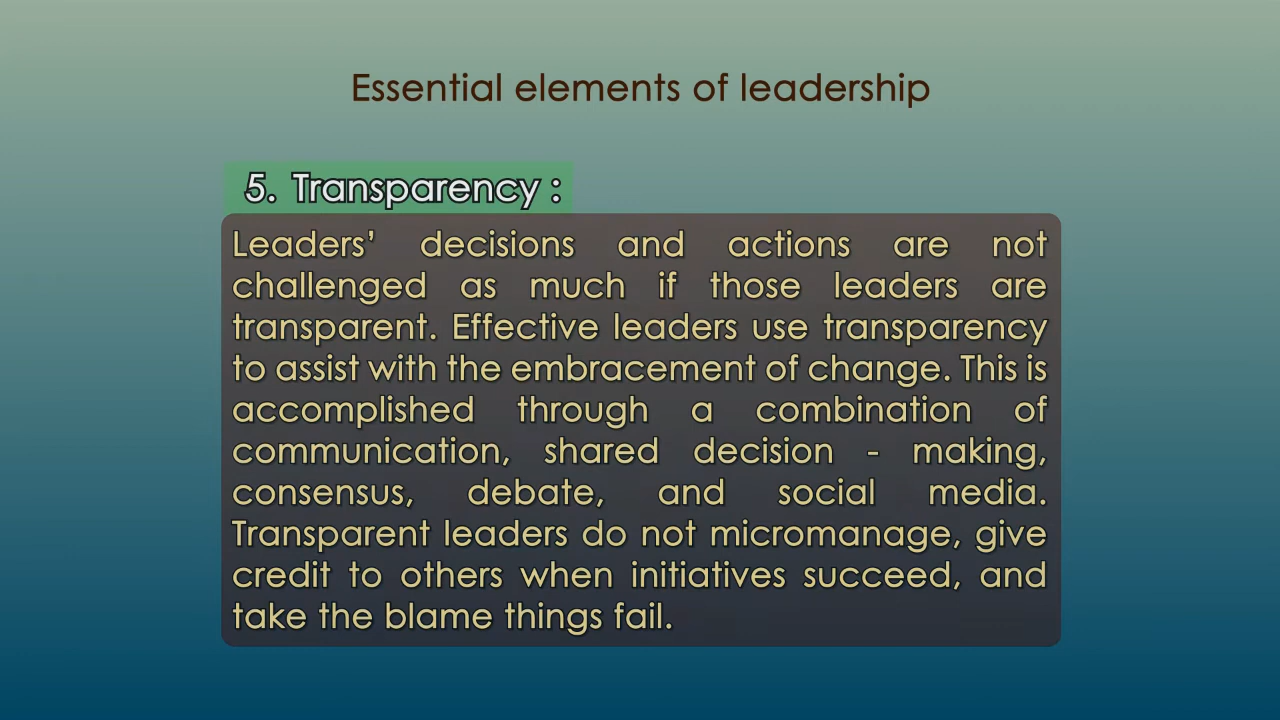 Essential elements of leadership
5. Transparency :
Leaders’ decisions and actions are not
challenged as much if those leaders are
transparent. Effective leaders use transparency
to assist with the embracement of change. This is
accomplished through a combination of
communication, shared decision - making,
consensus, debate, and social media.
Transparent leaders do not micromanage, give
credit to others when initiatives succeed, and
take the blame things fail.